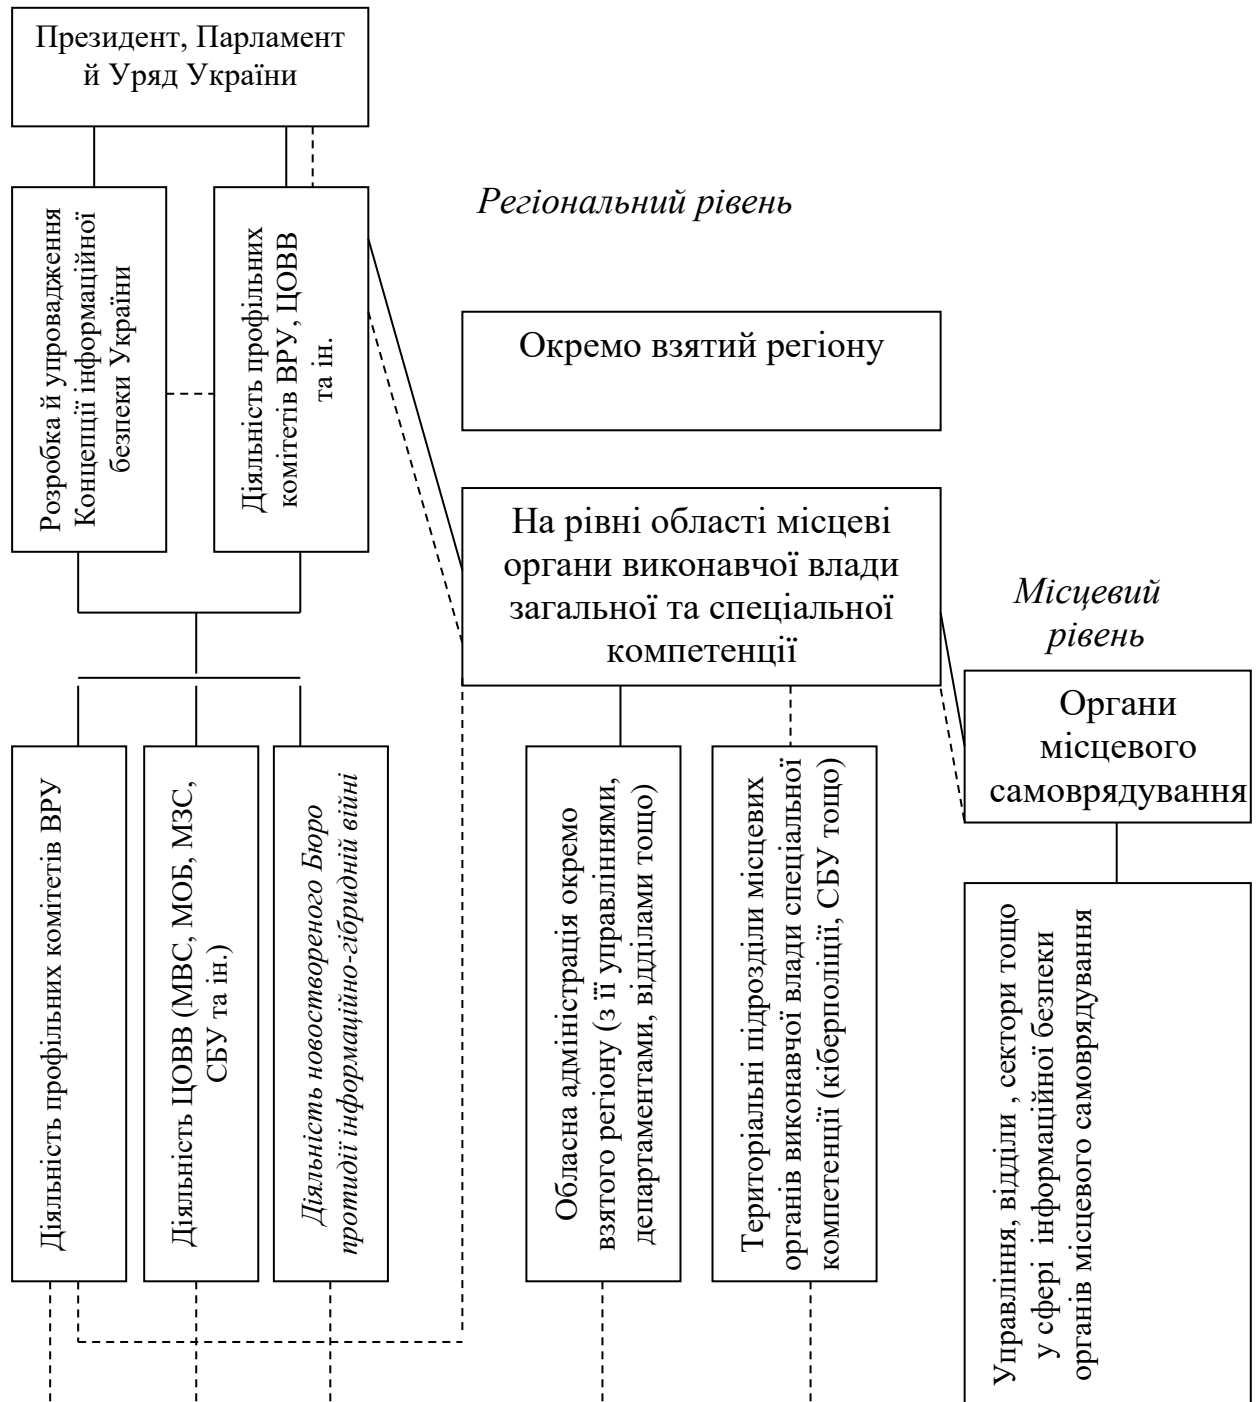 Президент, Парламент
й Уряд України
Розробка й упровадження
Концепції інформаційної
безпеки України
Діяльність профільних
комітетів ВРУ, ЦОВВ
та ін.
Регіональний рівень
Окремо взятий регіону
На рівні області місцеві
органи виконавчої влади
загальної та спеціальної
компетенції
Місцевий
рівень
Органи
місцевого
самоврядування
Діяльність профільних комітетів ВРУ
Діяльність ЦОВВ (МВС, МОБ, МЗС,
СБУ та ін.)
Діяльність новоствореного Бюро
протидії інформаційно-гібридній війні
Обласна адміністрація окремо
взятого регіону (з її управліннями,
департаментами, відділами тощо)
Територіальні підрозділи місцевих
органів виконавчої влади спеціальної
компетенції (кіберполіції, СБУ тощо)
Управління, відділи , сектори тощо
у сфері інформаційної безпеки
органів місцевого самоврядування